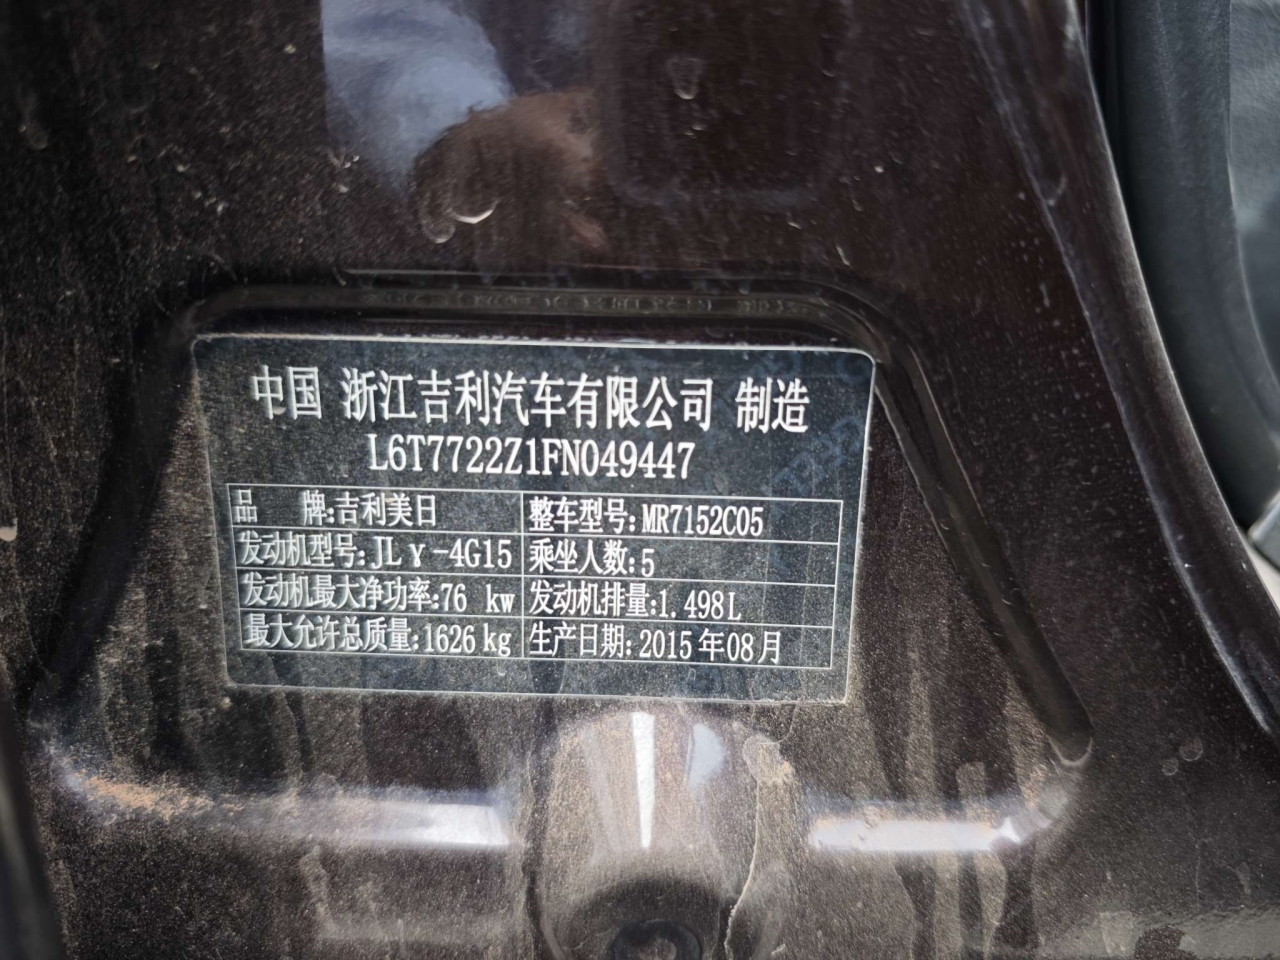 中国 浙江吉利汽车有限公司 制造
L6T7722Z1FN049447
品 牌:吉利美日 整车型号:MR7152C05
发动机型号:JLγ-4G15 乘坐人数:5
发动机最大净功率:76 kw 发动机排量:1.498L
最大允许总质量:1626kg 生产日期:2015年08月